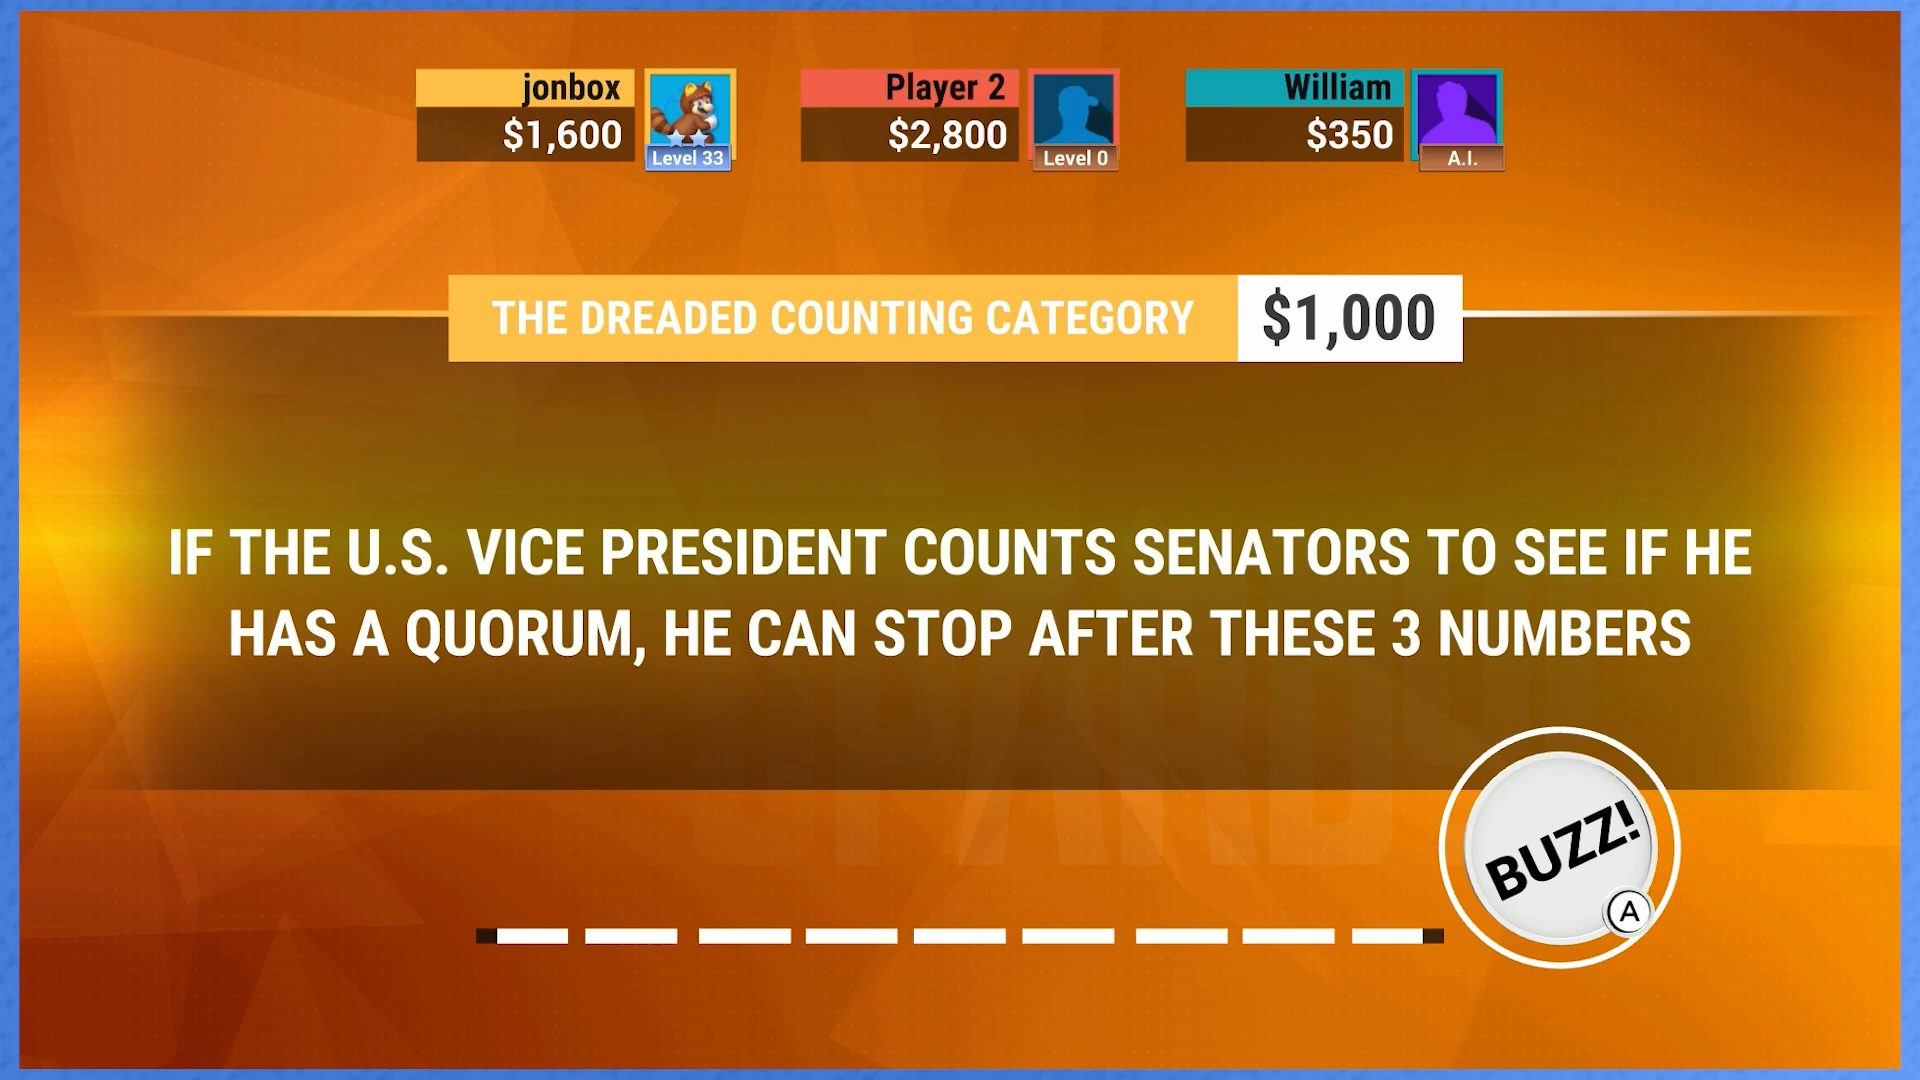 jonbox
$1,600
Level 33
Player 2
$2,800
Level 0
William
$350
A.I.
THE DREADED COUNTING CATEGORY $1,000
IF THE U.S. VICE PRESIDENT COUNTS SENATORS TO SEE IF HE
HAS A QUORUM, HE CAN STOP AFTER THESE 3 NUMBERS
BUZZ!
A